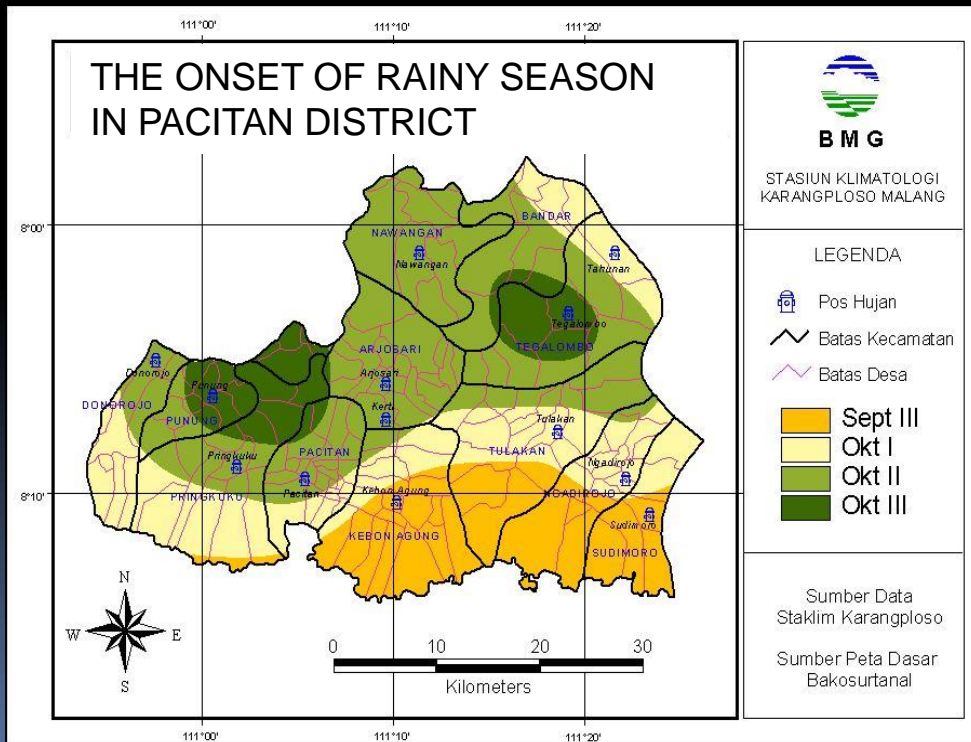 111°00'
111°10'
111°20'
THE ONSET OF RAINY SEASON
IN PACITAN DISTRICT
8°00'
8°10'
BANDAR
NAWANGAN
Nawangan
Tahunan
Tegalombo
TEGALOMBO
ARJOSARI
Arjosari
Donorojo
Punung
DONOROJO
PUNUNG
Kerti
Tulakan
PACITAN
TULAKAN
Pringkuku
Ngadirojo
Pacitan
PRINGKUKU
Kebon Agung
NGADIROJO
Sudimoro
KEBON AGUNG
SUDIMORO
N
W E
S
0 10 20 30
Kilometers
111°00'
111°10'
111°20'
8°00'
8°10'
BMG
STASIUN KLIMATOLOGI
KARANGPLOSO MALANG
LEGENDA
Pos Hujan
Batas Kecamatan
Batas Desa
Sept III
Okt I
Okt II
Okt III
Sumber Data
Staklim Karangploso
Sumber Peta Dasar
Bakosurtanal